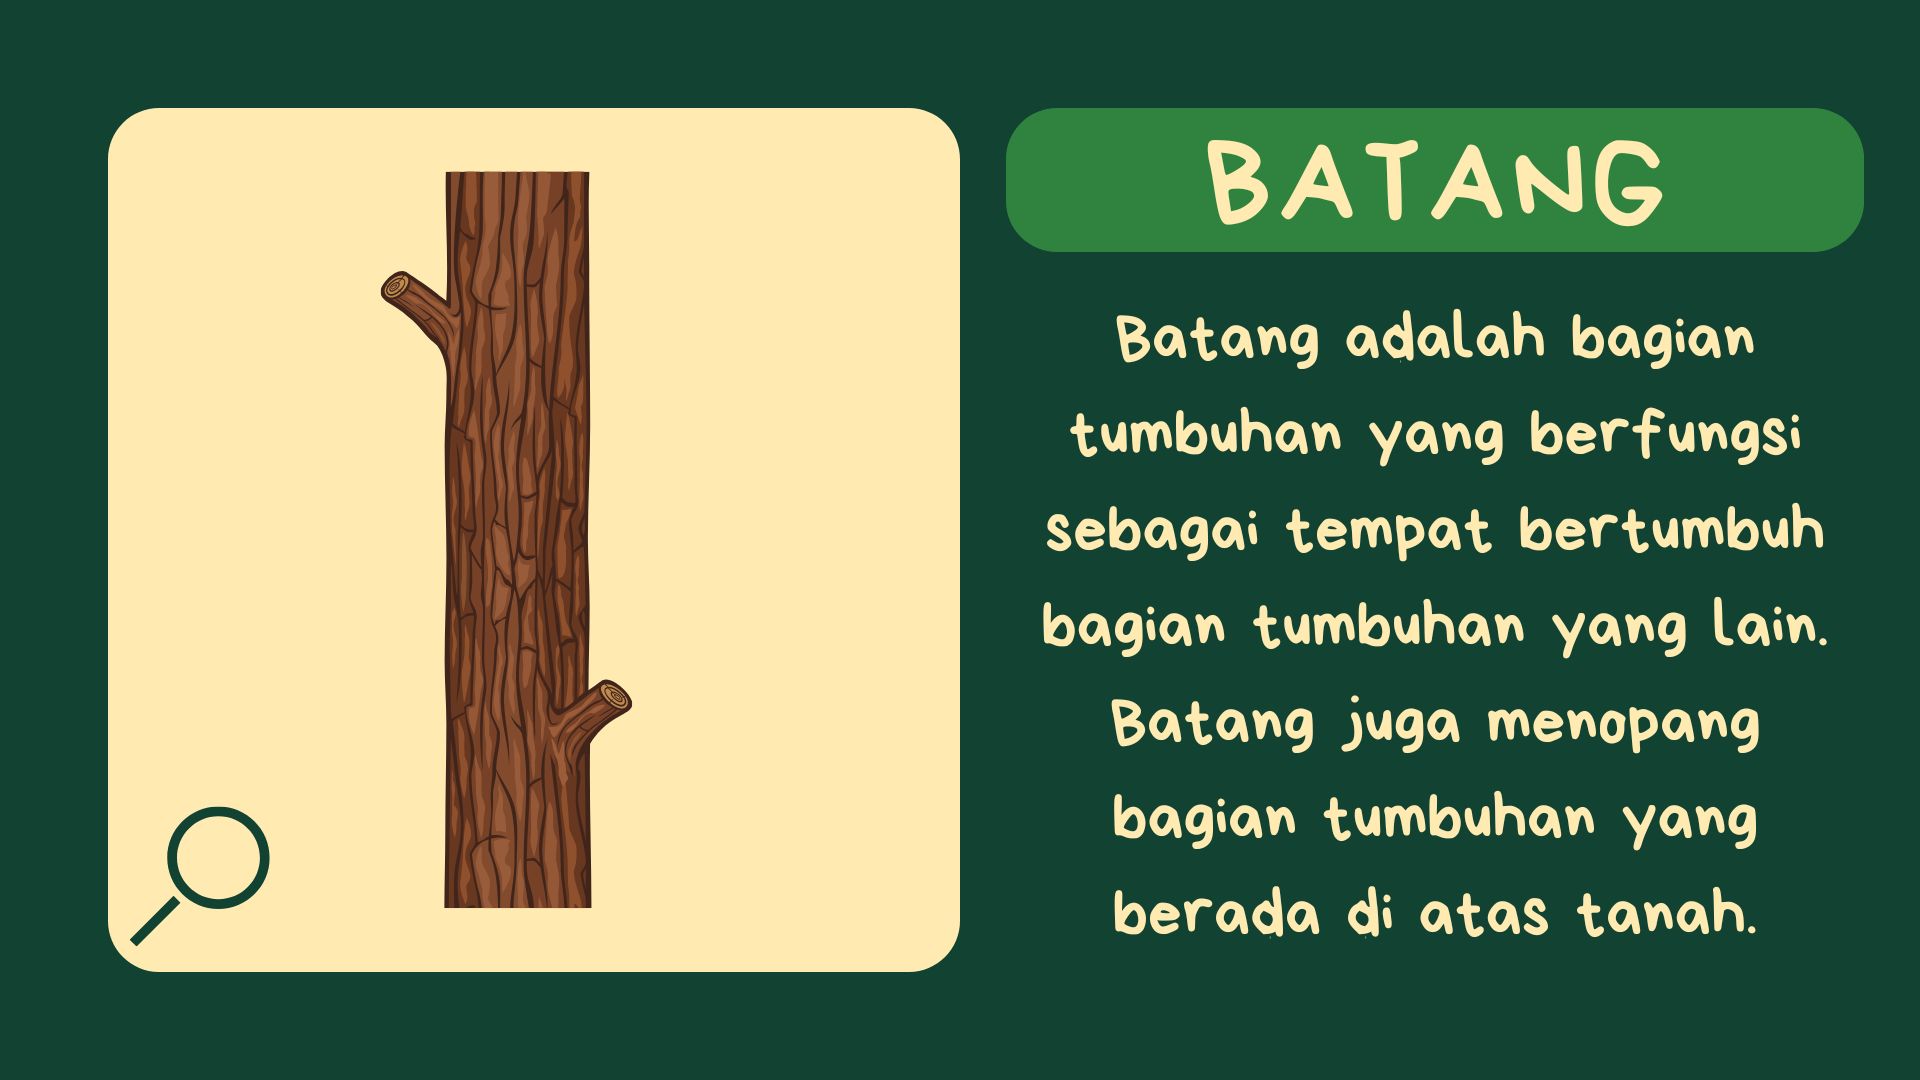 BATANG
Batang adalah bagian
tumbuhan yang berfungsi
sebagai tempat bertumbuh
bagian tumbuhan yang lain.
Batang juga menopang
bagian tumbuhan yang
berada di atas tanah.